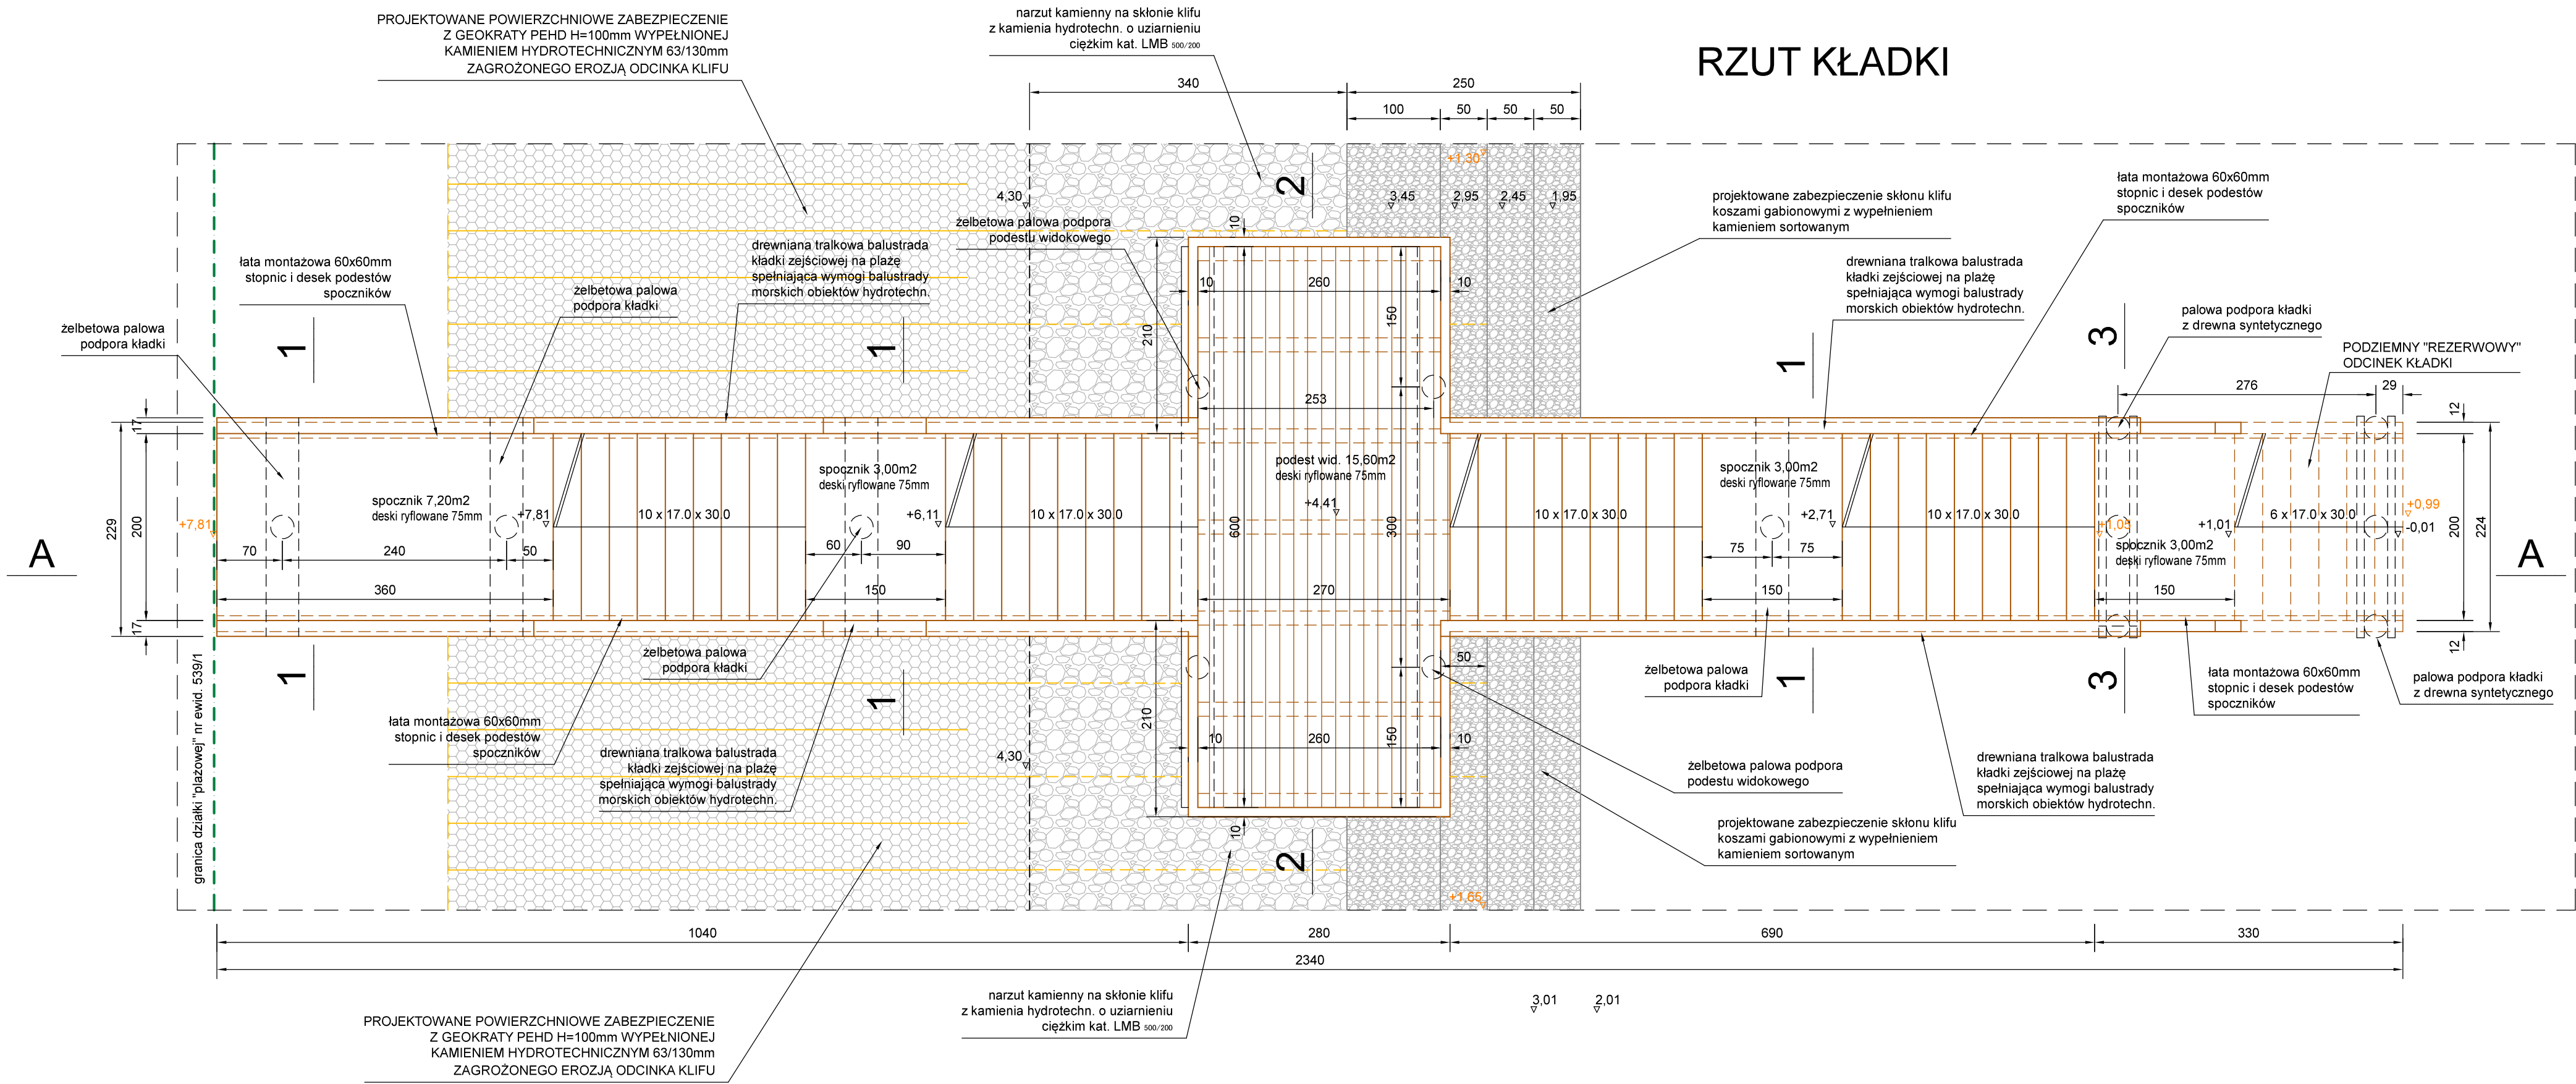 RZUT KŁADKI
PROJEKTOWANE POWIERZCHNIOWE ZABEZPIECZENIE
Z GEOKRATY PEHD H=100mm WYPEŁNIONEJ
KAMIENIEM HYDROTECHNICZNYM 63/130mm
ZAGROŻONEGO EROZJĄ ODCINKA KLIFU
narzut kamienny na skłonie klifu
z kamienia hydrotechn. o uziarnieniu
ciężkim kat. LMB 500/200
340
250
100
50
50
50
+1,30
4,30
3,45
2,95
2,45
1,95
2
żelbetowa palowa podpora
podestu widokowego
drewniana tralkowa balustrada
kładki zejściowej na plażę
spełniająca wymogi balustrady
morskich obiektów hydrotechn.
łata montażowa 60x60mm
stopnic i desek podestów
spoczników
żelbetowa palowa
podpora kładki
żelbetowa palowa
podpora kładki
projektowane zabezpieczenie skłonu klifu
koszami gabionowymi z wypełnieniem
kamieniem sortowanym
łata montażowa 60x60mm
stopnic i desek podestów
spoczników
drewniana tralkowa balustrada
kładki zejściowej na plażę
spełniająca wymogi balustrady
morskich obiektów hydrotechn.
palowa podpora kładki
z drewna syntetycznego
PODZIEMNY "REZERWOWY"
ODCINEK KŁADKI
1
1
1
3
10
10
260
10
210
150
253
276
29
12
17
229
200
17
+7,81
spocznik 7,20m2
deski ryflowane 75mm
+7,81
10 x 17.0 x 30.0
spocznik 3,00m2
deski ryflowane 75mm
+6,11
10 x 17.0 x 30.0
podest wid. 15,60m2
deski ryflowane 75mm
+4,41
600
300
10 x 17.0 x 30.0
spocznik 3,00m2
deski ryflowane 75mm
+2,71
10 x 17.0 x 30.0
+1,05
+1,01
spocznik 3,00m2
deski ryflowane 75mm
6 x 17.0 x 30.0
+0,99
-0,01
200
224
12
A
A
70
240
50
360
60
90
150
270
75
75
150
150
1
1
1
3
granica działki "plażowej" nr ewid. 539/1
żelbetowa palowa
podpora kładki
łata montażowa 60x60mm
stopnic i desek podestów
spoczników
drewniana tralkowa balustrada
kładki zejściowej na plażę
spełniająca wymogi balustrady
morskich obiektów hydrotechn.
4,30
210
10
260
10
150
50
10
2
+1,65
żelbetowa palowa
podpora kładki
żelbetowa palowa podpora
podestu widokowego
projektowane zabezpieczenie skłonu klifu
koszami gabionowymi z wypełnieniem
kamieniem sortowanym
drewniana tralkowa balustrada
kładki zejściowej na plażę
spełniająca wymogi balustrady
morskich obiektów hydrotechn.
łata montażowa 60x60mm
stopnic i desek podestów
spoczników
palowa podpora kładki
z drewna syntetycznego
1040
280
690
330
2340
narzut kamienny na skłonie klifu
z kamienia hydrotechn. o uziarnieniu
ciężkim kat. LMB 500/200
3,01
2,01
PROJEKTOWANE POWIERZCHNIOWE ZABEZPIECZENIE
Z GEOKRATY PEHD H=100mm WYPEŁNIONEJ
KAMIENIEM HYDROTECHNICZNYM 63/130mm
ZAGROŻONEGO EROZJĄ ODCINKA KLIFU